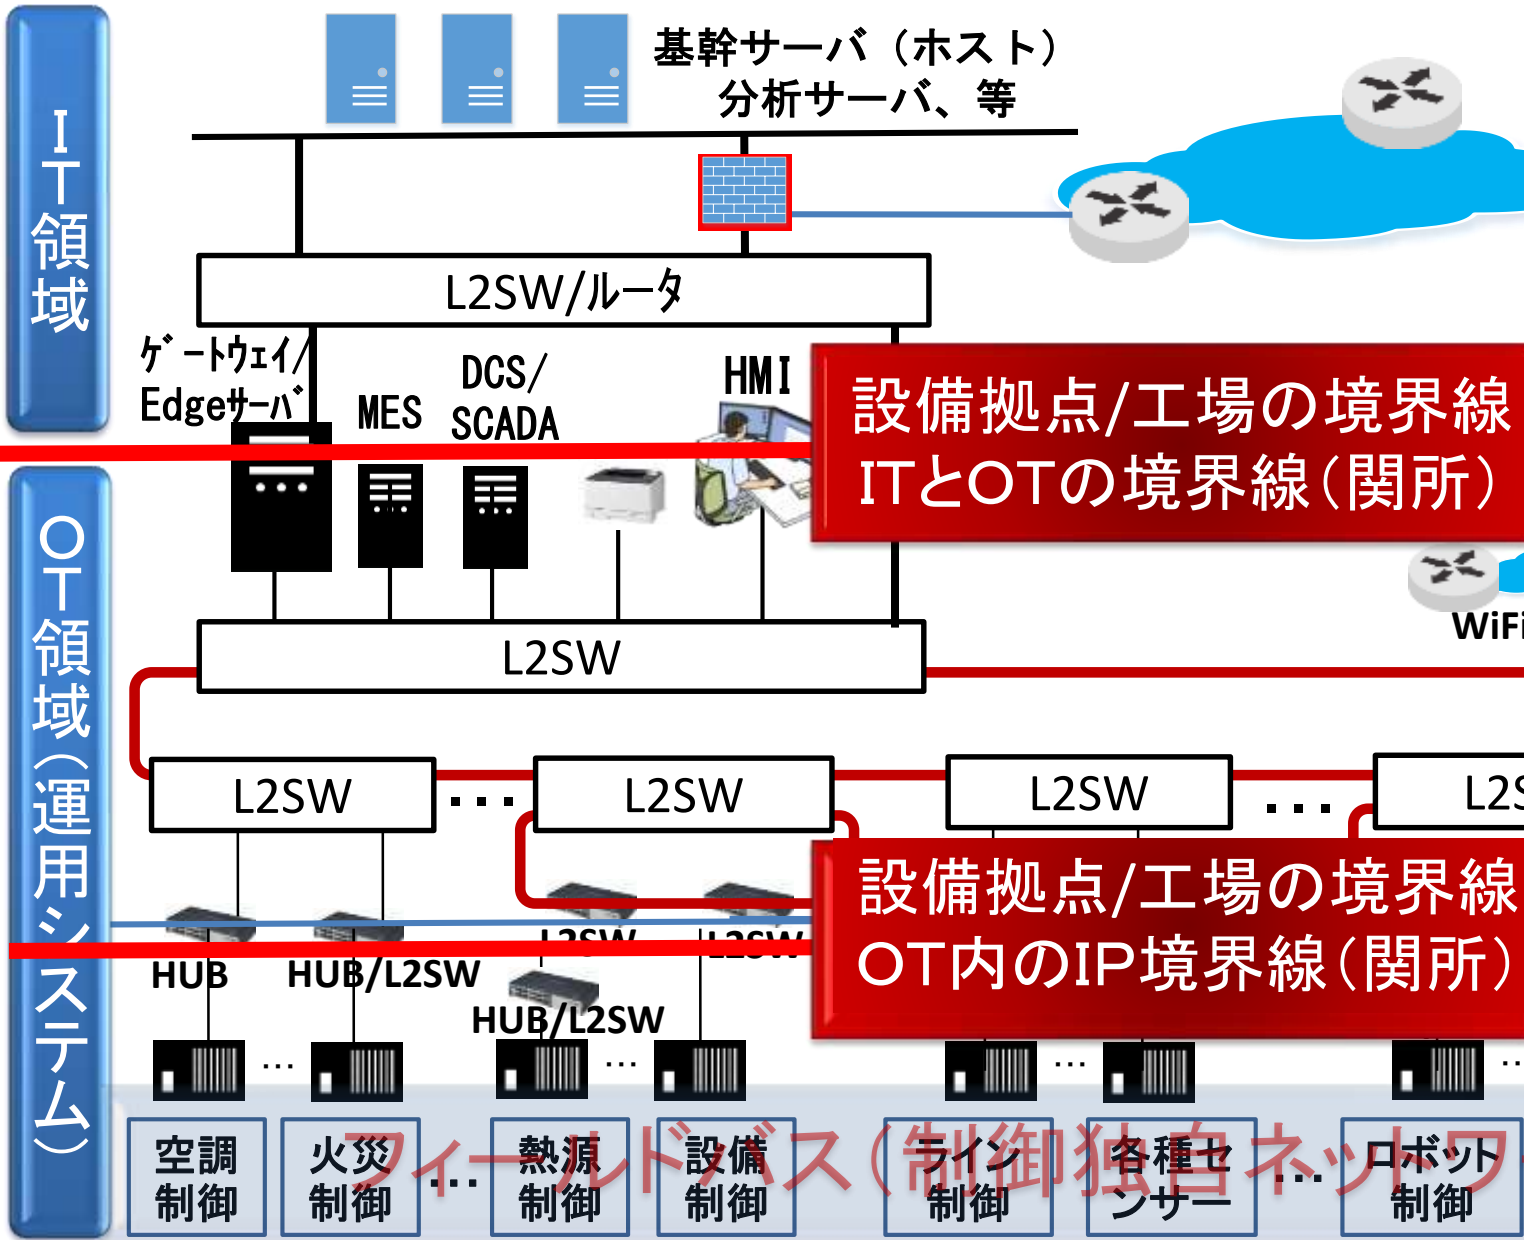 IT領域
基幹サーバ（ホスト）
分析サーバ、等
L2SW/ルータ
ゲートウェイ/
Edgeサーバ
MES
DCS/
SCADA
HMI
設備拠点/工場の境界線
ITとOTの境界線（関所）
WiFi
OT領域（運用システム）
L2SW
L2SW
...
L2SW
L2SW
...
L2S
設備拠点/工場の境界線
OT内のIP境界線（関所）
L2SW
L2SW
HUB
HUB/L2SW
HUB/L2SW
...
...
...
フィールドバス（制御独自ネットワ
空調
制御
火災
制御
...
熱源
制御
設備
制御
ライン
制御
各種セ
ンサー
...
ロボット
制御